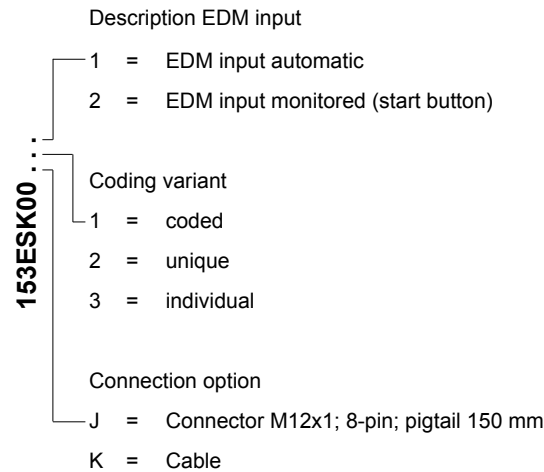 Description EDM input
1 = EDM input automatic
2 = EDM input monitored (start button)
153ESK00 . . .
Coding variant
1 = coded
2 = unique
3 = individual
Connection option
J = Connector M12x1; 8-pin; pigtail 150 mm
K = Cable